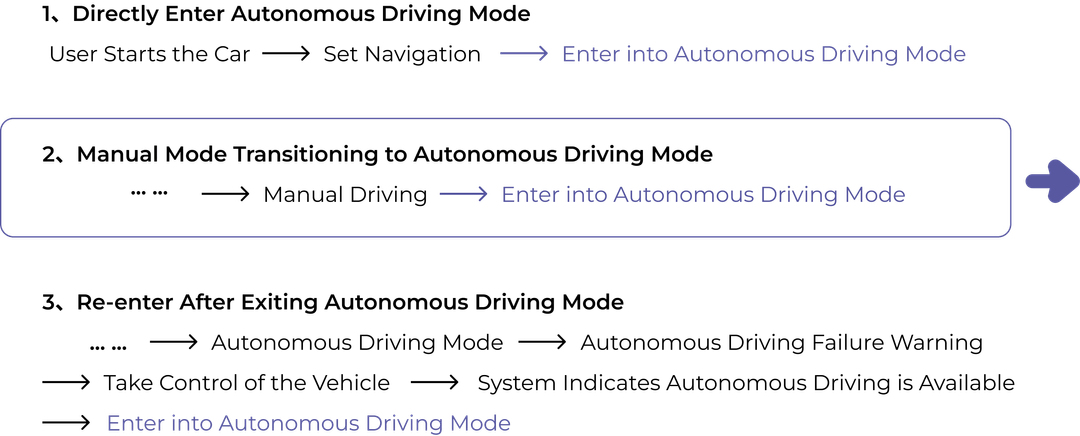 1、Directly Enter Autonomous Driving Mode
User Starts the Car ⟶ Set Navigation ⟶ Enter into Autonomous Driving Mode
2、Manual Mode Transitioning to Autonomous Driving Mode
... ... ⟶ Manual Driving ⟶ Enter into Autonomous Driving Mode
3、Re-enter After Exiting Autonomous Driving Mode
... ... ⟶ Autonomous Driving Mode ⟶ Autonomous Driving Failure Warning
⟶ Take Control of the Vehicle ⟶ System Indicates Autonomous Driving is Available
⟶ Enter into Autonomous Driving Mode